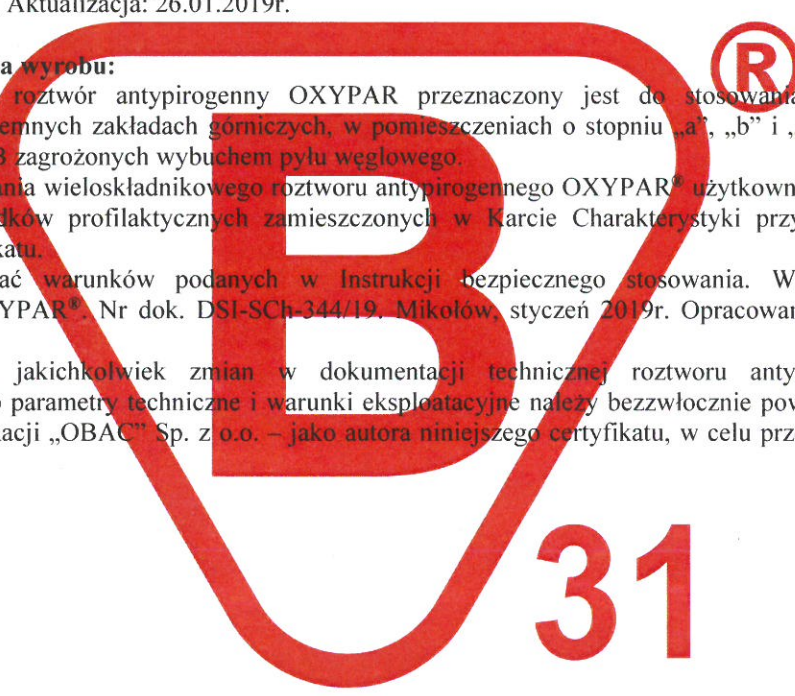 Aktualizacja: 26.01.2019r.
a wyrobu:
roztwór antypirogenny OXYPAR przeznaczony jest do stosowania
emnych zakładach górniczych, w pomieszczeniach o stopniu „a”, „b” i „
B zagrożonych wybuchem pyłu węglowego.
ania wieloskładnikowego roztworu antypirogennego OXYPAR® użytkown
dków profilaktycznych zamieszczonych w Karcie Charakterystyki przy
katu.
ać warunków podanych w Instrukcji bezpiecznego stosowania. W
YPAR®. Nr dok. DSI-SCh-344/19. Mikołów, styczeń 2019r. Opracowan
jakichkolwiek zmian w dokumentacji technicznej roztworu anty
o parametry techniczne i warunki eksploatacyjne należy bezzwłocznie pow
acji „OBAC” Sp. z o.o. – jako autora niniejszego certyfikatu, w celu prz
B
®
31